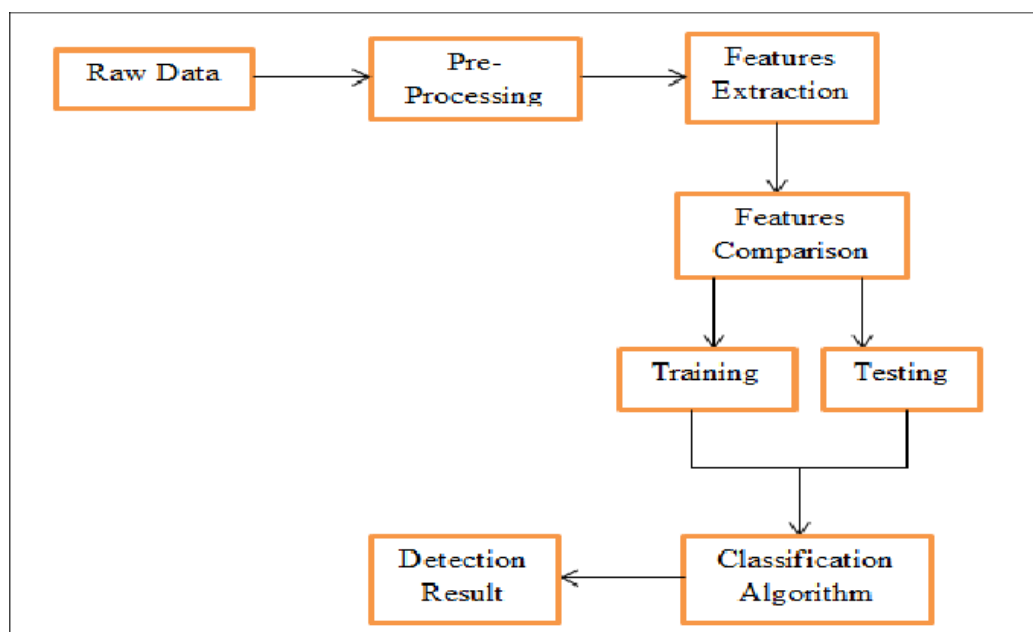 Raw Data
Pre-
Processing
Features
Extraction
Features
Comparison
Training
Testing
Classification
Algorithm
Detection
Result